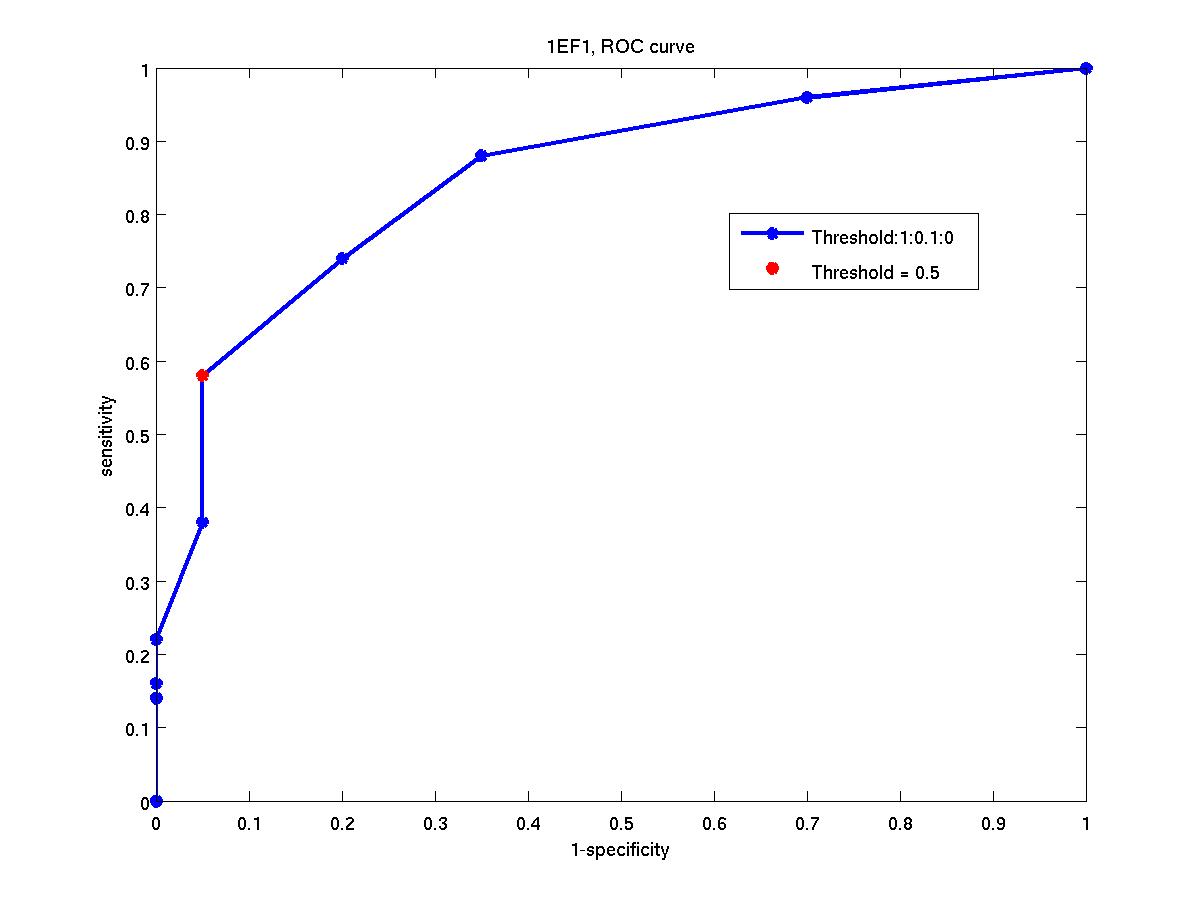 1EF1, ROC curve
1
0.9
0.8
0.7
0.6
0.5
0.4
0.3
0.2
0.1
0
sensitivity
Threshold:1:0.1:0
Threshold = 0.5
0 0.1 0.2 0.3 0.4 0.5 0.6 0.7 0.8 0.9 1
1-specificity